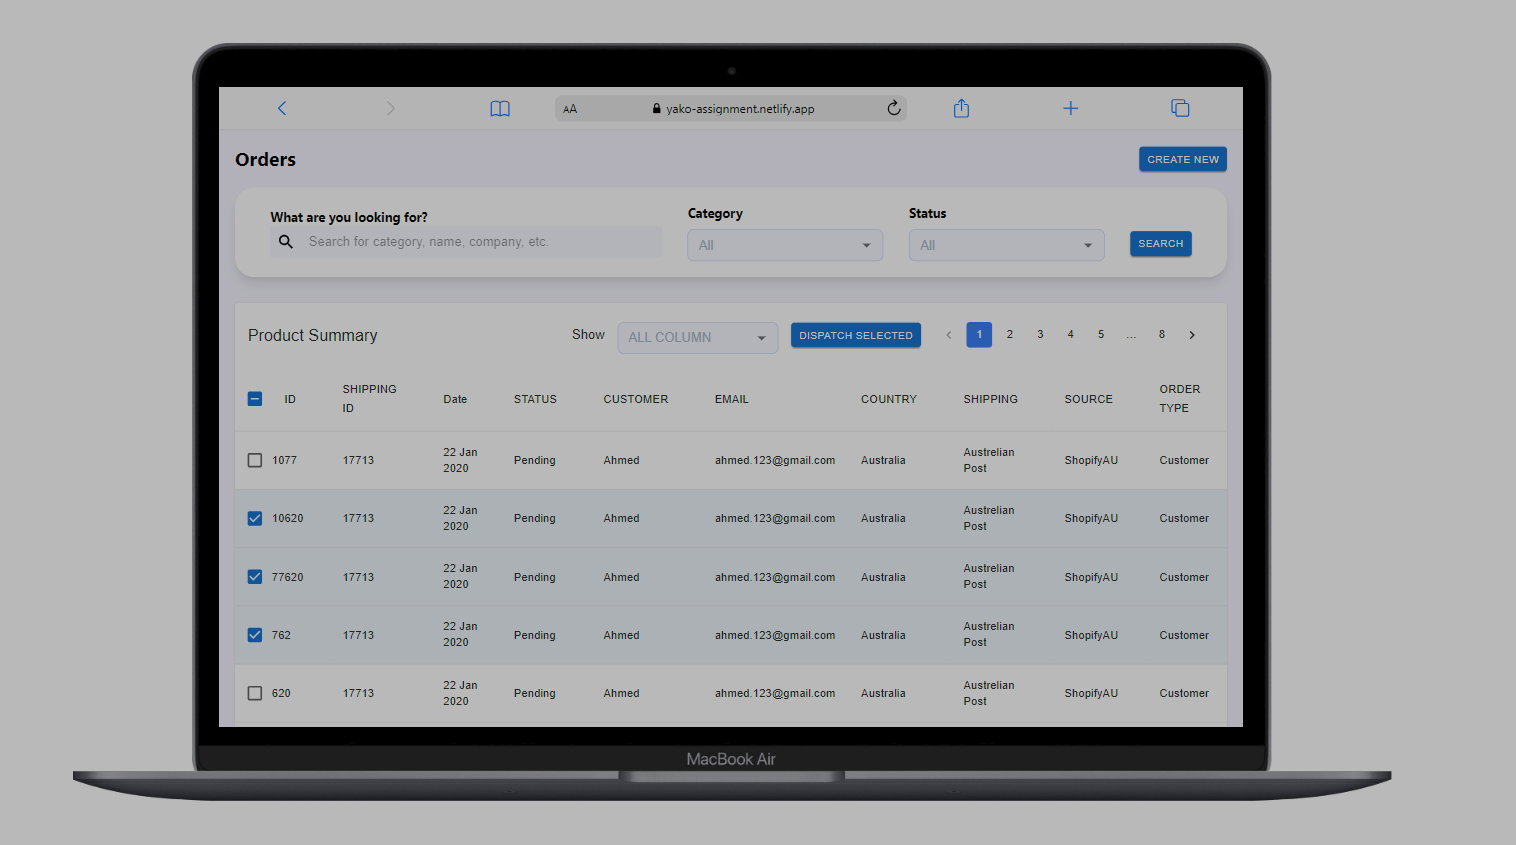 AA yako-assignment.netlify.app
Orders CREATE NEW
What are you looking for? Category Status
Search for category, name, company, etc. All All SEARCH
Product Summary Show ALL COLUMN DISPATCH SELECTED < 1 2 3 4 5 ... 8 >
ID SHIPPING ID Date STATUS CUSTOMER EMAIL COUNTRY SHIPPING SOURCE ORDER TYPE
1077 17713 22 Jan 2020 Pending Ahmed ahmed.123@gmail.com Australia Austrelian Post ShopifyAU Customer
10620 17713 22 Jan 2020 Pending Ahmed ahmed.123@gmail.com Australia Austrelian Post ShopifyAU Customer
77620 17713 22 Jan 2020 Pending Ahmed ahmed.123@gmail.com Australia Austrelian Post ShopifyAU Customer
762 17713 22 Jan 2020 Pending Ahmed ahmed.123@gmail.com Australia Austrelian Post ShopifyAU Customer
620 17713 22 Jan 2020 Pending Ahmed ahmed.123@gmail.com Australia Austrelian Post ShopifyAU Customer
MacBook Air